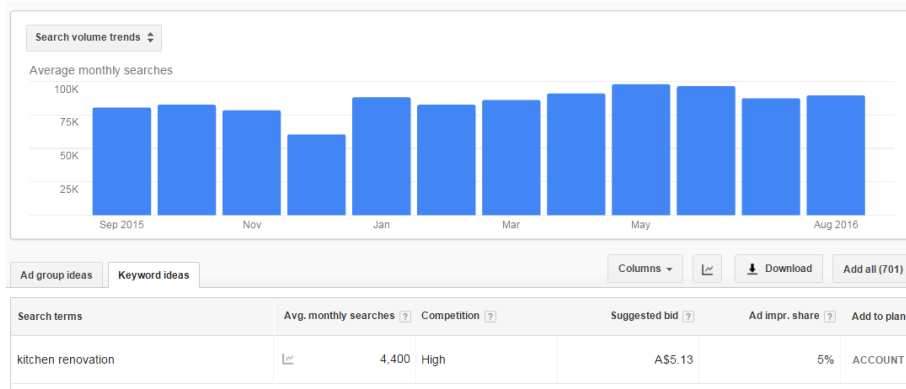 Search volume trends
Average monthly searches
100K
75K
50K
25K
Sep 2015 Nov Jan Mar May Aug 2016
Ad group ideas Keyword ideas Columns Download Add all (701)
Search terms Avg. monthly searches ? Competition ? Suggested bid ? Ad impr. share ? Add to plan
kitchen renovation 4,400 High A$5.13 5% ACCOUNT